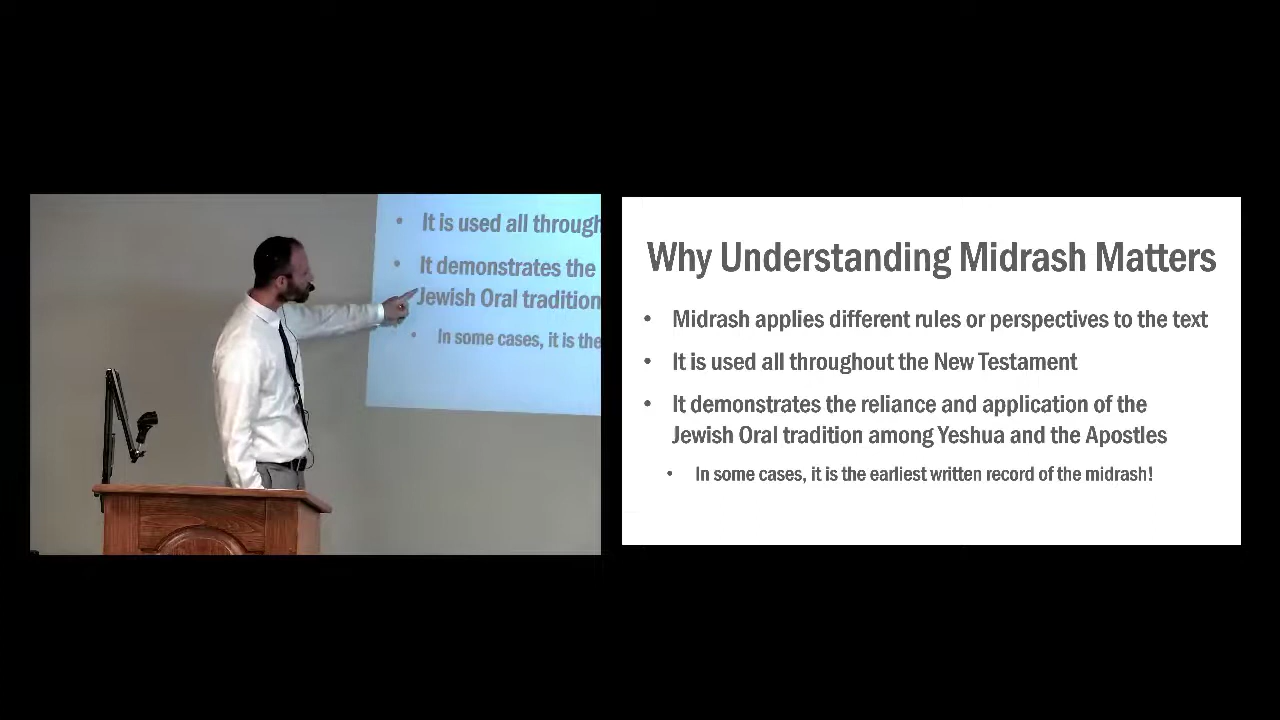 • It is used all through
• It demonstrates the
Jewish Oral tradition
• In some cases, it is the
Why Understanding Midrash Matters
• Midrash applies different rules or perspectives to the text
• It is used all throughout the New Testament
• It demonstrates the reliance and application of the
Jewish Oral tradition among Yeshua and the Apostles
• In some cases, it is the earliest written record of the midrash!